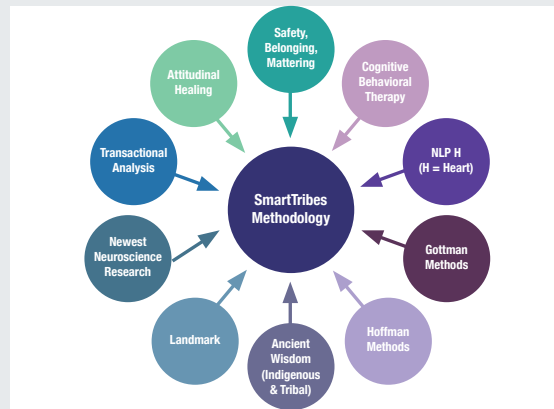 Safety,
Belonging,
Mattering
Cognitive
Behavioral
Therapy
NLP H
(H = Heart)
Gottman
Methods
Hoffman
Methods
Ancient
Wisdom
(Indigenous
& Tribal)
Landmark
Newest
Neuroscience
Research
Transactional
Analysis
Attitudinal
Healing
SmartTribes
Methodology